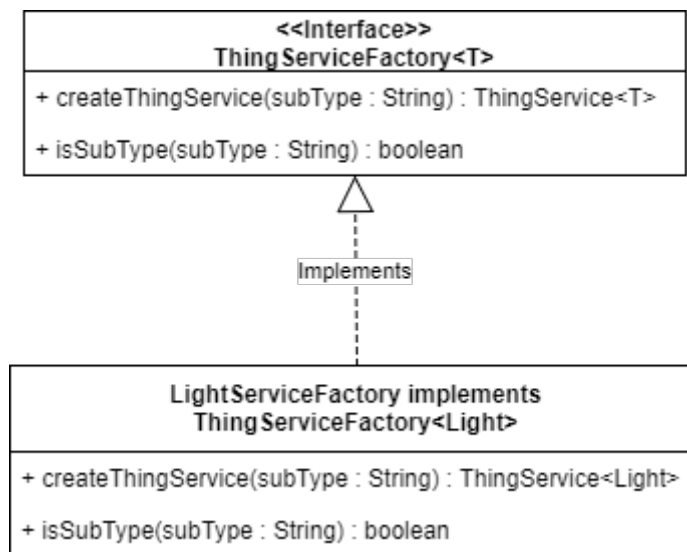 <<Interface>>
ThingServiceFactory<T>
+ createThingService(subType : String) : ThingService<T>
+ isSubType(subType : String) : boolean
Implements
LightServiceFactory implements
ThingServiceFactory<Light>
+ createThingService(subType : String) : ThingService<Light>
+ isSubType(subType : String) : boolean